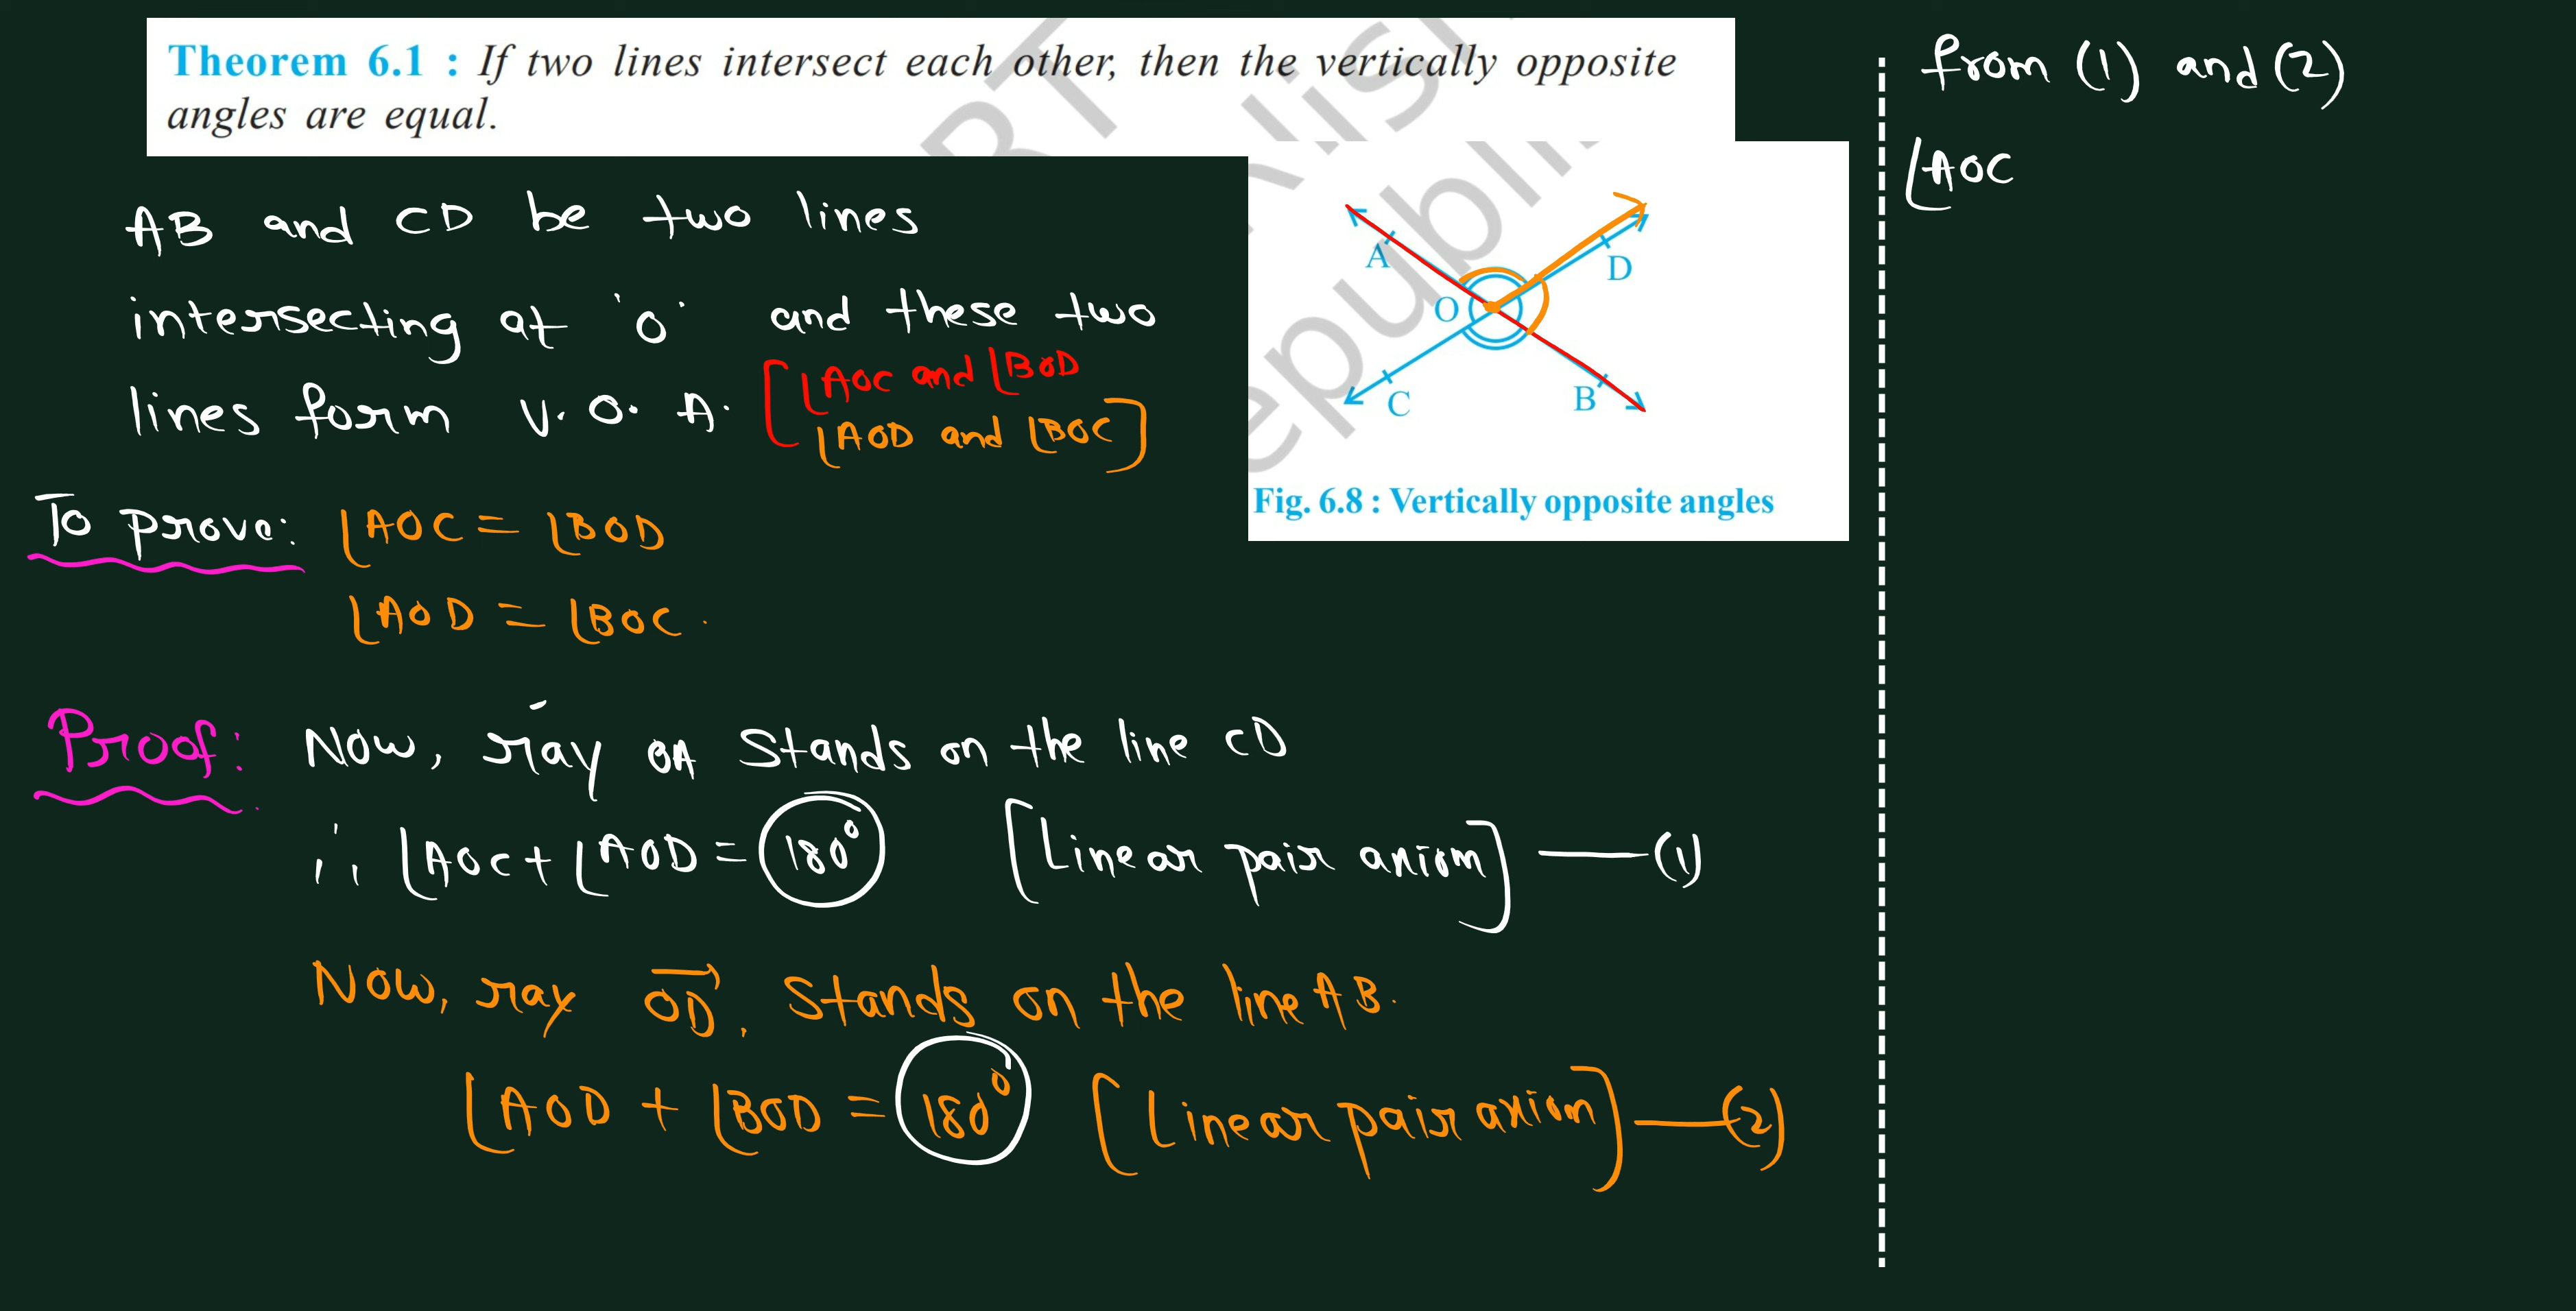 Theorem 6.1 : If two lines intersect each other, then the vertically opposite
angles are equal.
AB and CD be two lines
intersecting at 'O' and these two
lines form V.O.A. [∠AOC and ∠BOD
∠AOD and ∠BOC]
A
D
O
C
B
Fig. 6.8 : Vertically opposite angles
To prove: ∠AOC = ∠BOD
∠AOD = ∠BOC.
Proof: Now, ray OA Stands on the line CD
∴ ∠AOC + ∠AOD = 180° [Linear pair axiom] — (1)
Now, ray OD, Stands on the line AB.
∠AOD + ∠BOD = 180° [Linear pair axiom] — (2)
from (1) and (2)
∠AOC